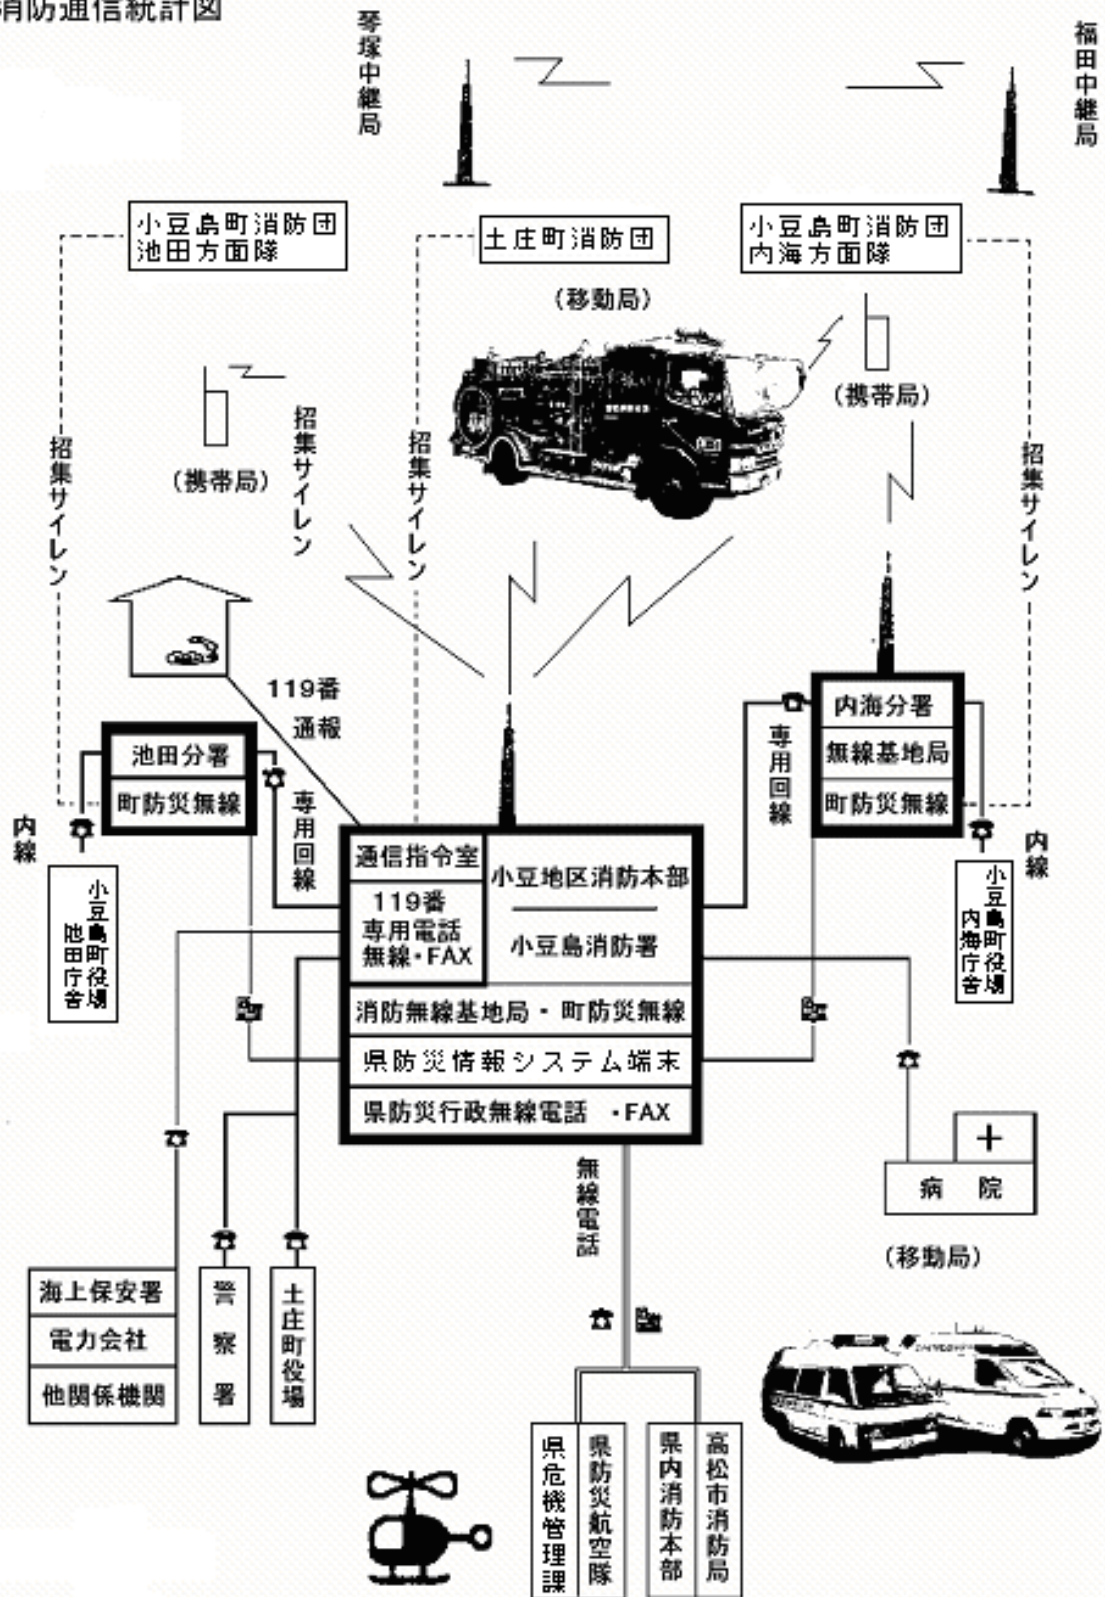 消防通信統計図
琴塚中継局
福田中継局
小豆島町消防団
池田方面隊
土庄町消防団
小豆島町消防団
内海方面隊
(移動局)
(携帯局)
(携帯局)
招集サイレン
招集サイレン
招集サイレン
招集サイレン
119番
通報
池田分署
町防災無線
専用回線
内線
小豆島町役場
池田庁舎
内海分署
無線基地局
町防災無線
専用回線
内線
小豆島町役場
内海庁舎
通信指令室
119番
専用電話
無線・FAX
小豆地区消防本部
小豆島消防署
消防無線基地局・町防災無線
県防災情報システム端末
県防災行政無線電話 ・FAX
無線電話
病 院
(移動局)
海上保安署
電力会社
他関係機関
警察署
土庄町役場
県危機管理課
県防災航空隊
県内消防本部
高松市消防局